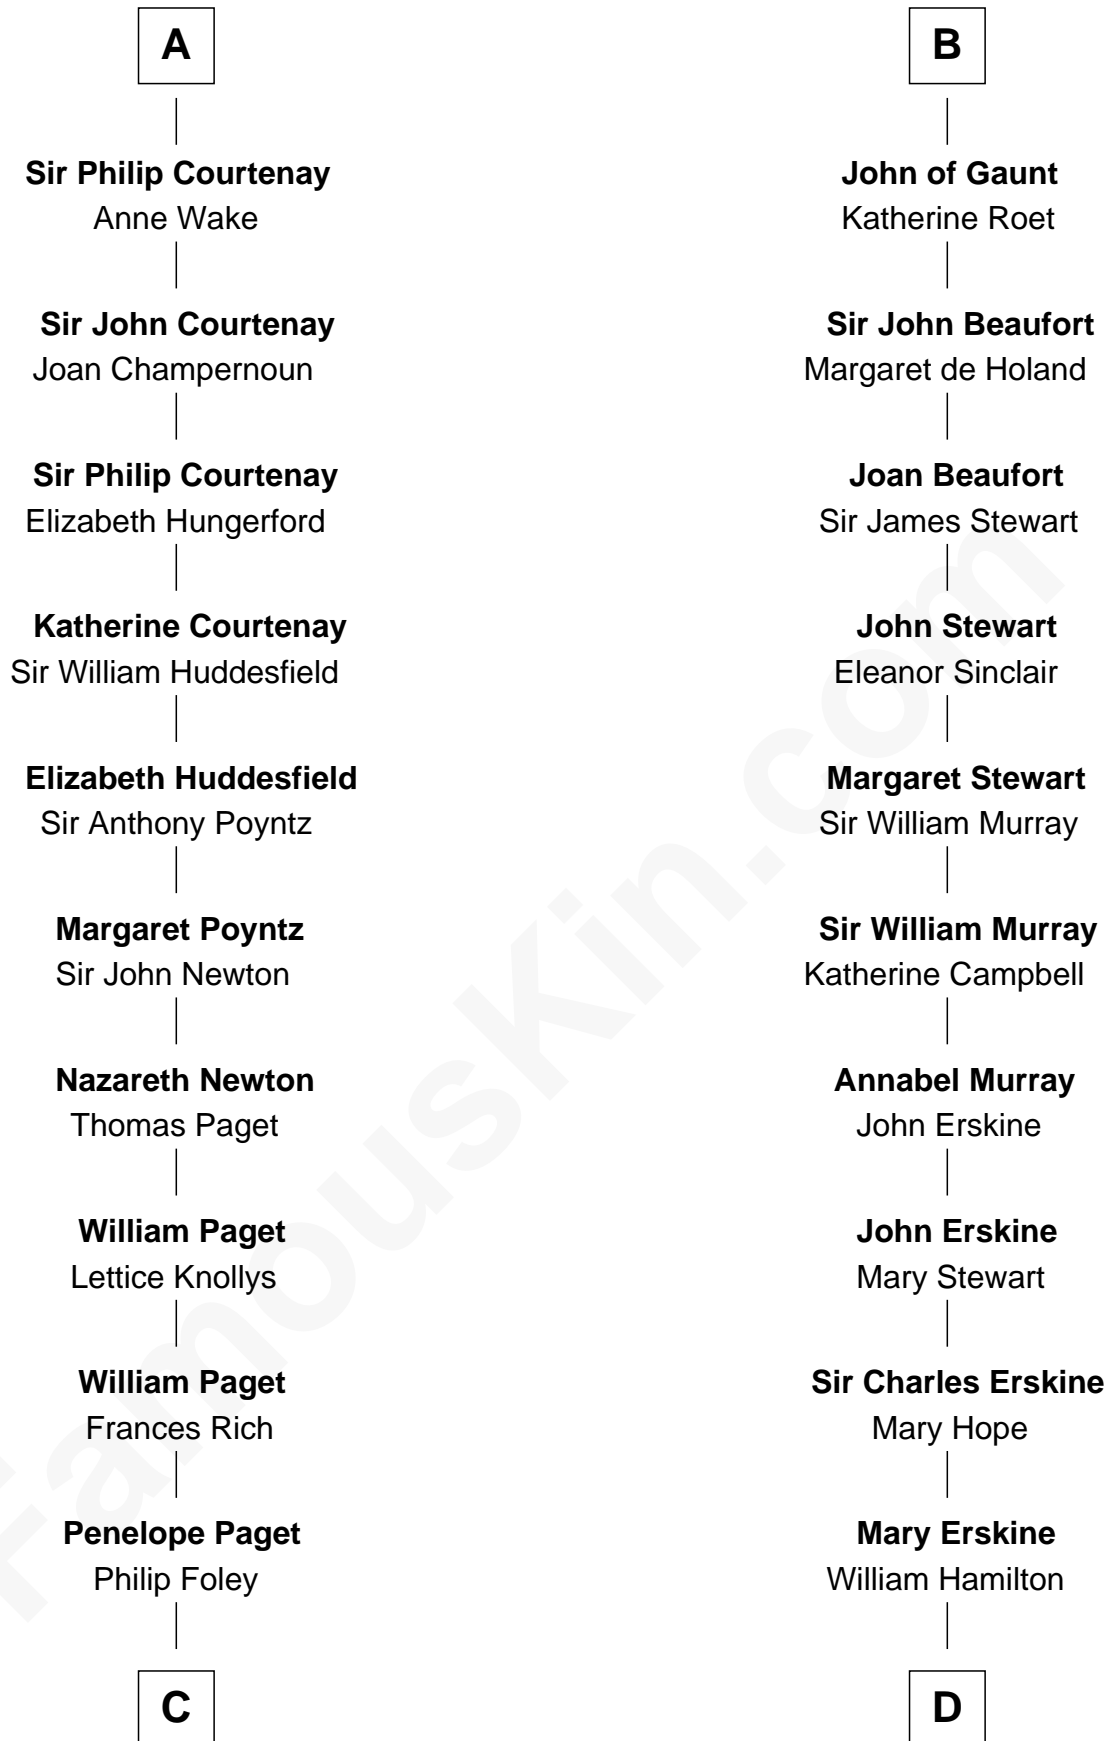 A
Sir Philip Courtenay
Anne Wake
Sir John Courtenay
Joan Champernoun
Sir Philip Courtenay
Elizabeth Hungerford
Katherine Courtenay
Sir William Huddesfield
Elizabeth Huddesfield
Sir Anthony Poyntz
Margaret Poyntz
Sir John Newton
Nazareth Newton
Thomas Paget
William Paget
Lettice Knollys
William Paget
Frances Rich
Penelope Paget
Philip Foley
C
B
John of Gaunt
Katherine Roet
Sir John Beaufort
Margaret de Holand
Joan Beaufort
Sir James Stewart
John Stewart
Eleanor Sinclair
Margaret Stewart
Sir William Murray
Sir William Murray
Katherine Campbell
Annabel Murray
John Erskine
John Erskine
Mary Stewart
Sir Charles Erskine
Mary Hope
Mary Erskine
William Hamilton
D
FamousKin.com